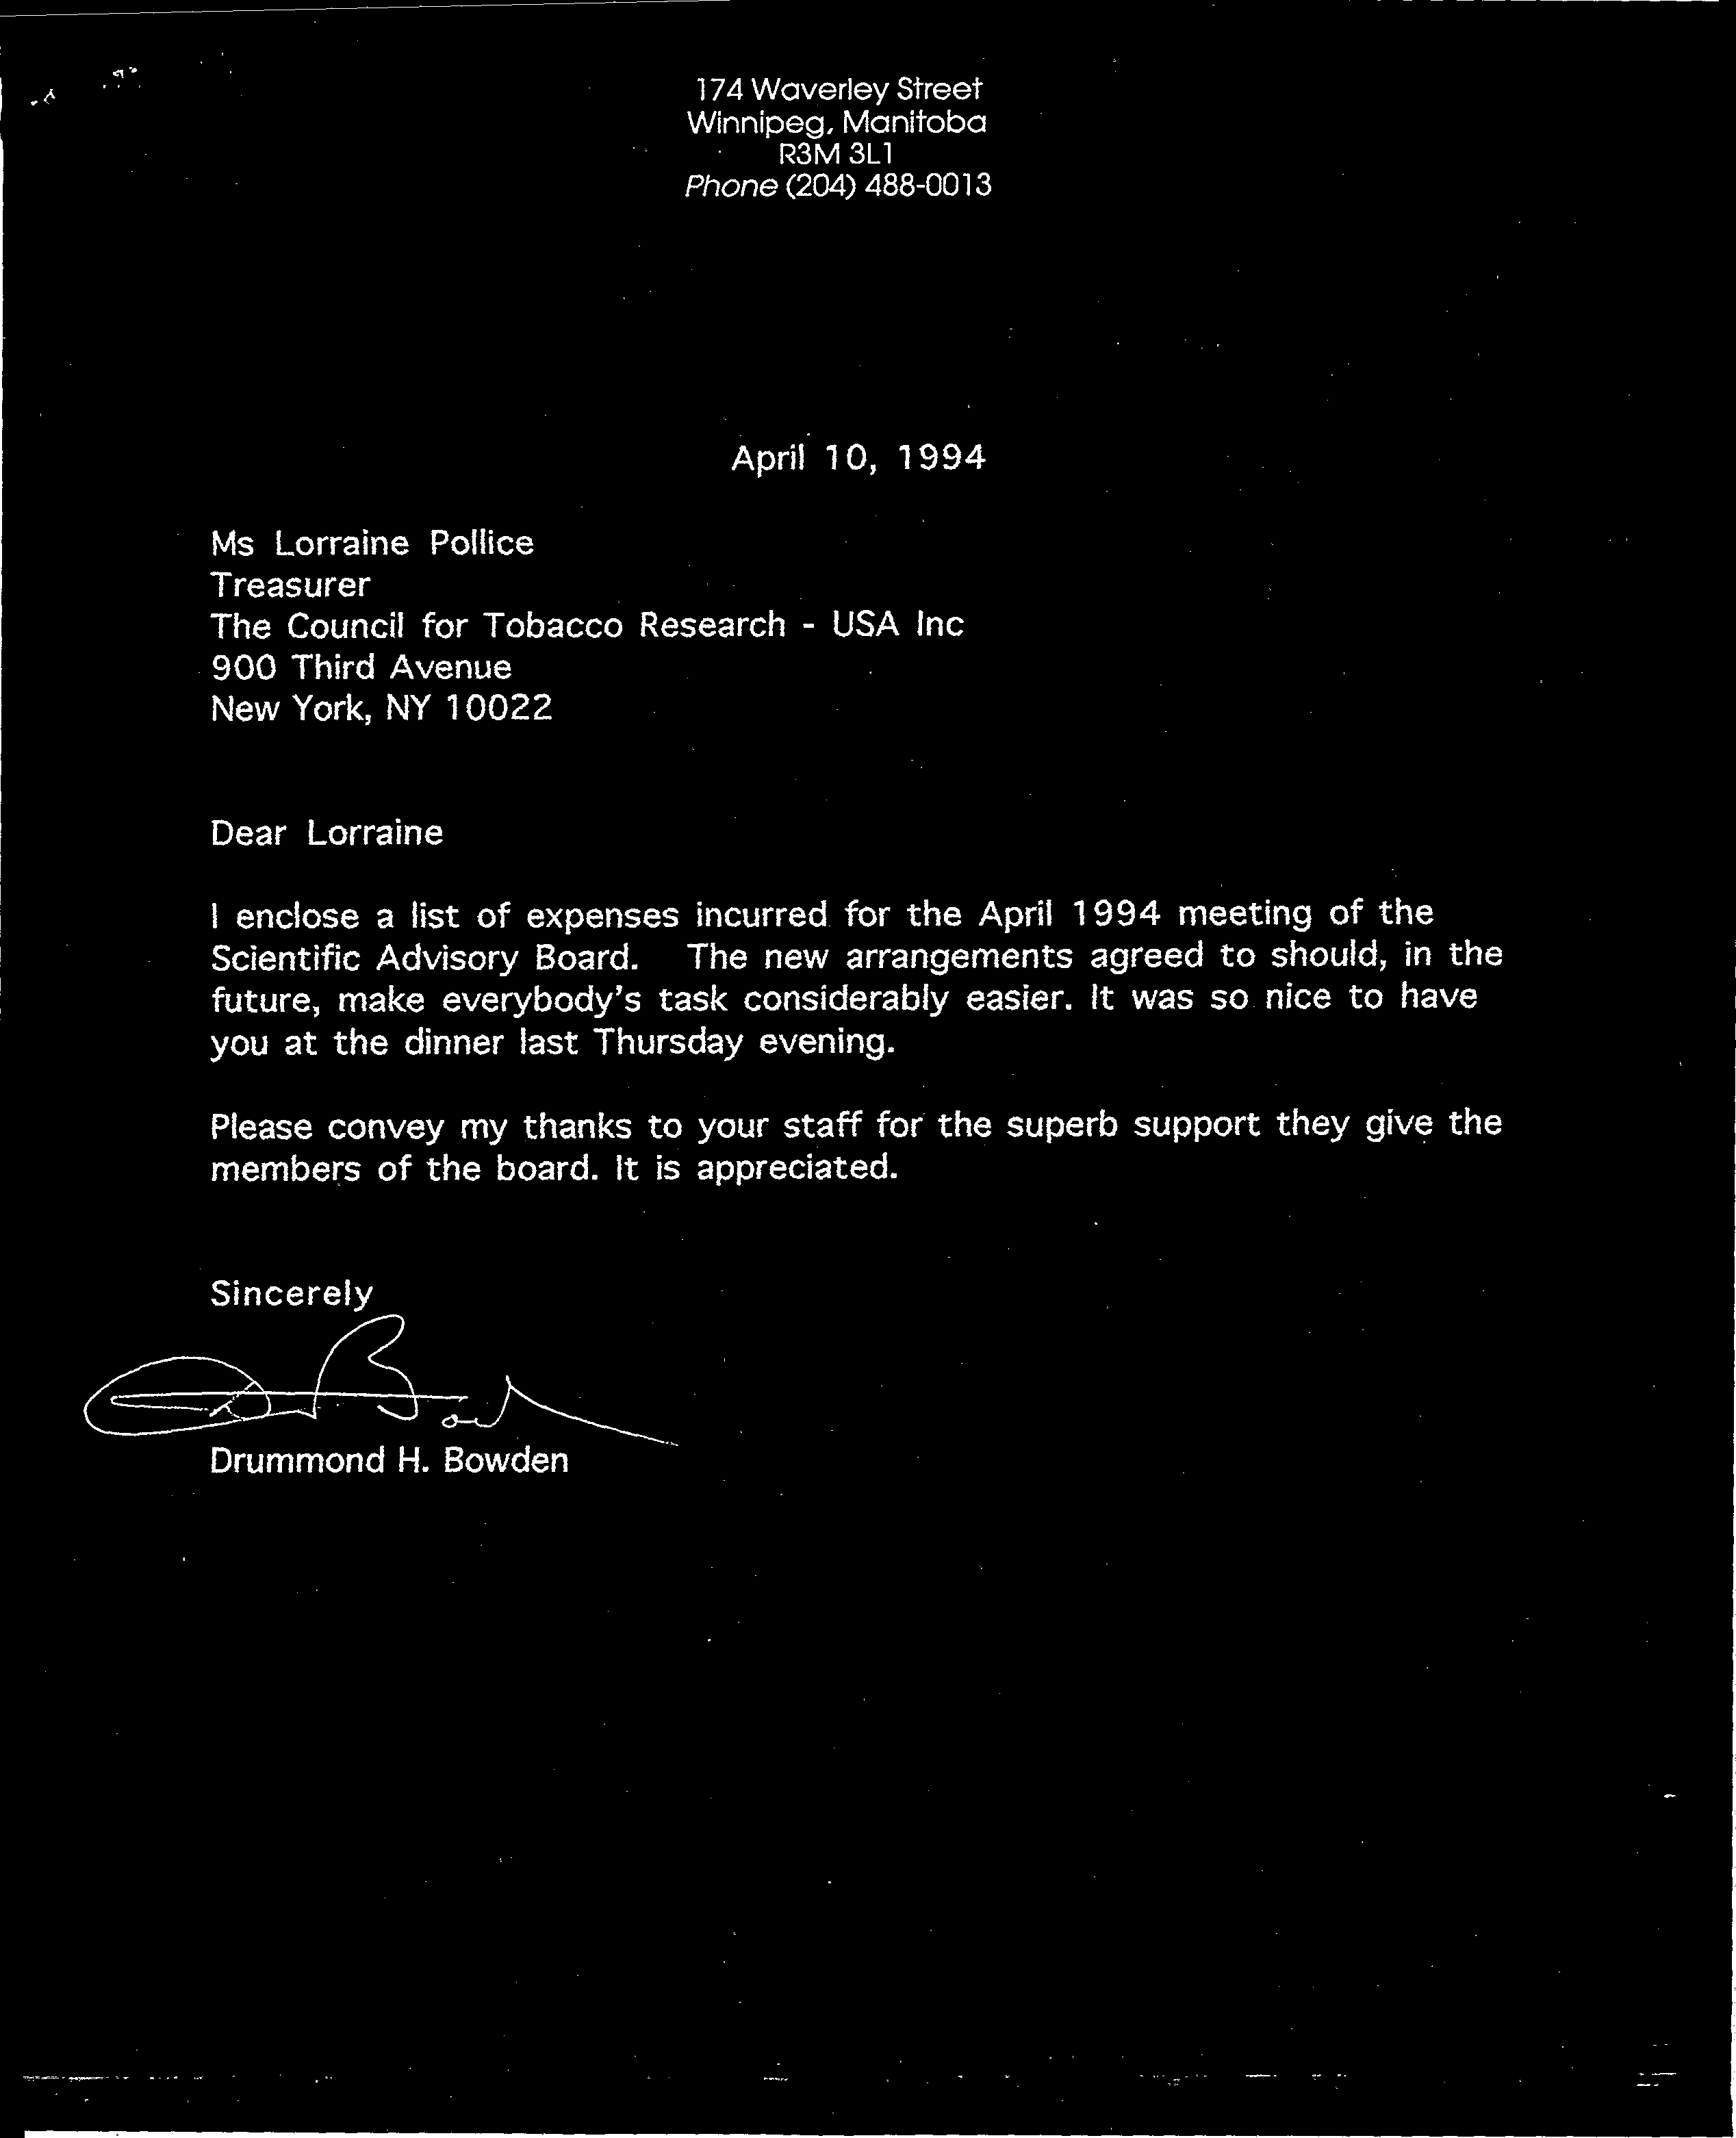 174 Waverley Street
Winnipeg, Manitoba
R3M 3L1
Phone (204) 488-0013
April 10, 1994
Ms Lorraine Pollice
Treasurer
The Council for Tobacco Research - USA Inc
900 Third Avenue
New York, NY 10022
Dear Lorraine
I enclose a list of expenses incurred for the April 1994 meeting of the
Scientific Advisory Board. The new arrangements agreed to should, in the
future, make everybody's task considerably easier. It was so nice to have
you at the dinner last Thursday evening.
Please convey my thanks to your staff for the superb support they give the
members of the board. It is appreciated.
Sincerely
Drummond H. Bowden